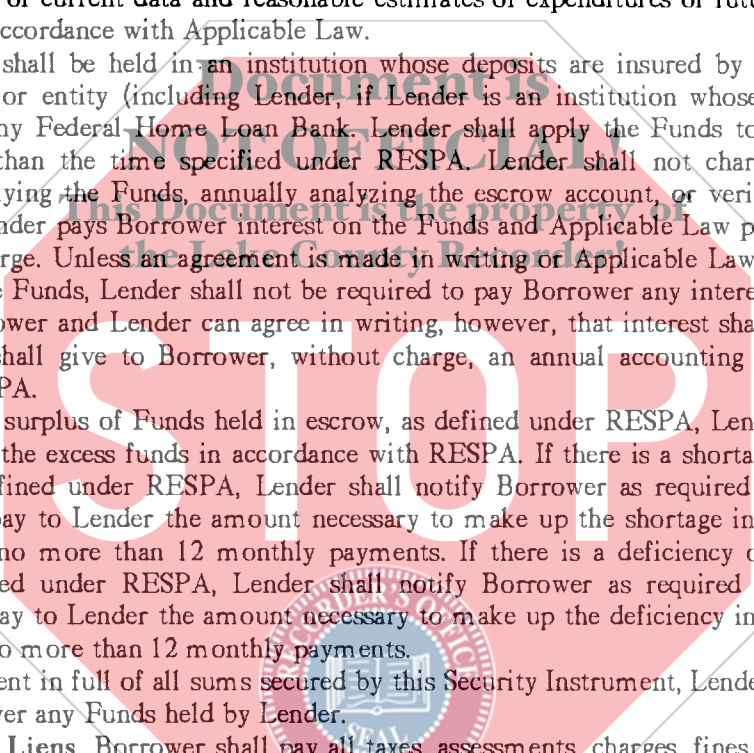 of current data and reasonable estimates of expenditures of
ccordance with Applicable Law.
shall be held in an institution whose deposits are insured by
or entity (including Lender, if Lender is an institution whose
ny Federal Home Loan Bank. Lender shall apply the Funds to
than the time specified under RESPA. Lender shall not char
ying the Funds, annually analyzing the escrow account, or veri
nder pays Borrower interest on the Funds and Applicable Law p
rge. Unless an agreement is made in writing or Applicable Law
e Funds, Lender shall not be required to pay Borrower any intere
ower and Lender can agree in writing, however, that interest sha
shall give to Borrower, without charge, an annual accounting
PA.
surplus of Funds held in escrow, as defined under RESPA, Len
the excess funds in accordance with RESPA. If there is a shorta
fined under RESPA, Lender shall notify Borrower as required
pay to Lender the amount necessary to make up the shortage in
no more than 12 monthly payments. If there is a deficiency o
ed under RESPA, Lender shall notify Borrower as required
ay to Lender the amount necessary to make up the deficiency in
o more than 12 monthly payments.
ent in full of all sums secured by this Security Instrument, Lende
ver any Funds held by Lender.
Liens. Borrower shall pay all taxes, assessments, charges, fines
Document is
NOT OFFICIAL!
This Document is the property of
the Lake County Recorder!
STOP
RECORDER'S OFFICE
SEAL